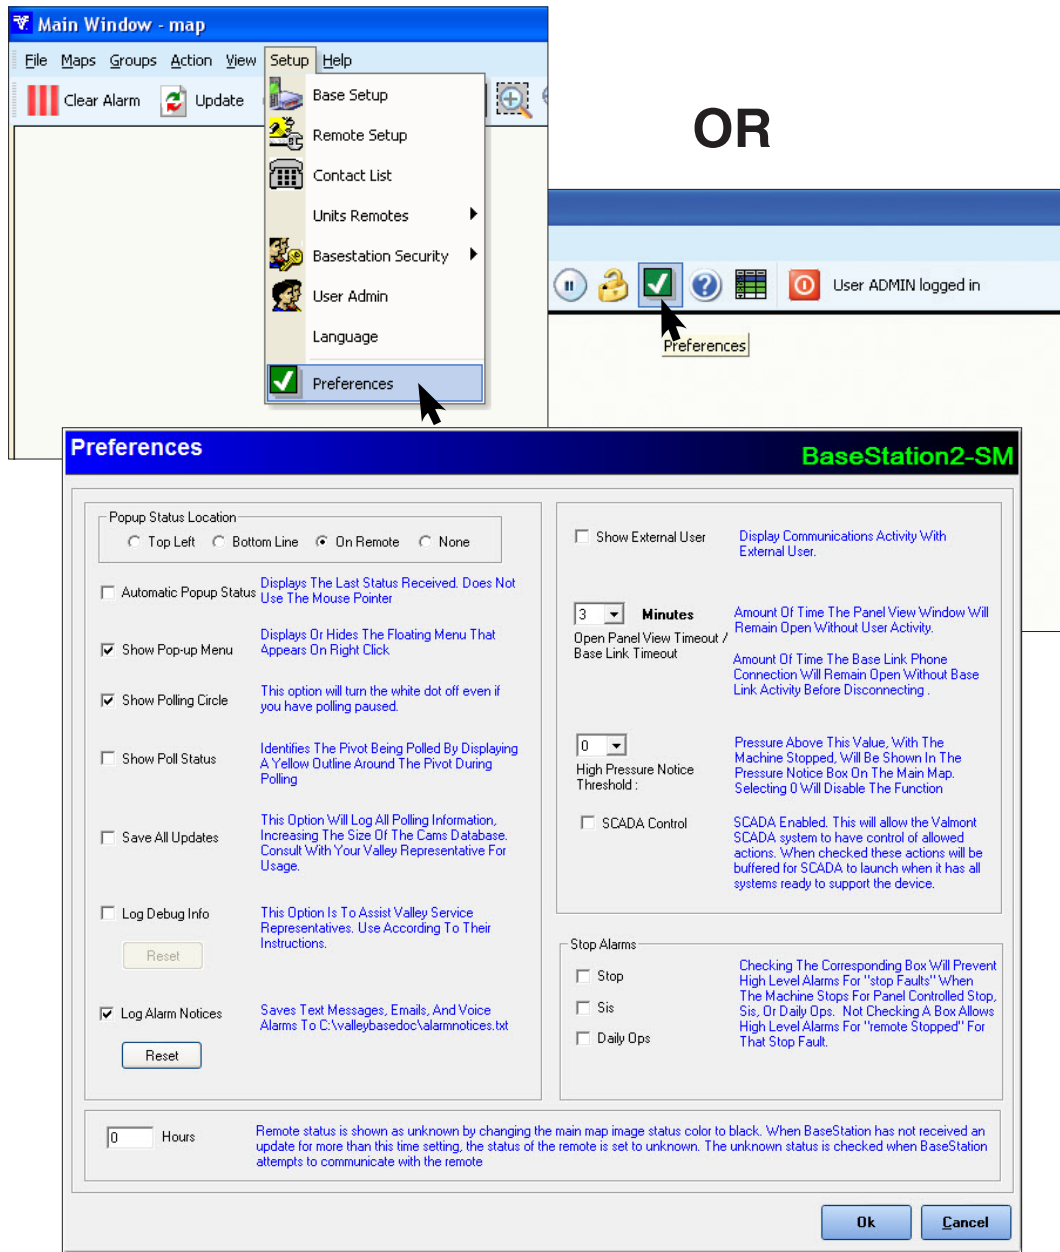 Main Window - map
File Maps Groups Action View Setup Help
Clear Alarm Update
Base Setup
Remote Setup
Contact List
Units Remotes
Basestation Security
User Admin
Language
Preferences
OR
User ADMIN logged in
Preferences
Preferences
BaseStation2-SM
Popup Status Location
Top Left Bottom Line On Remote None
Automatic Popup Status
Displays The Last Status Received. Does Not
Use The Mouse Pointer
Show Pop-up Menu
Displays Or Hides The Floating Menu That
Appears On Right Click
Show Polling Circle
This option will turn the white dot off even if
you have polling paused.
Show Poll Status
Identifies The Pivot Being Polled By Displaying
A Yellow Outline Around The Pivot During
Polling
Save All Updates
This Option Will Log All Polling Information,
Increasing The Size Of The Cams Database.
Consult With Your Valley Representative For
Usage.
Log Debug Info
This Option Is To Assist Valley Service
Representatives. Use According To Their
Instructions.
Reset
Log Alarm Notices
Saves Text Messages, Emails, And Voice
Alarms To C:\valleybasedoc\alarmnotices.txt
Reset
Show External User
Display Communications Activity With
External User.
3 Minutes
Open Panel View Timeout /
Base Link Timeout
Amount Of Time The Panel View Window Will
Remain Open Without User Activity.
Amount Of Time The Base Link Phone
Connection Will Remain Open Without Base
Link Activity Before Disconnecting .
0
High Pressure Notice
Threshold :
Pressure Above This Value, With The
Machine Stopped, Will Be Shown In The
Pressure Notice Box On The Main Map.
Selecting 0 Will Disable The Function
SCADA Control
SCADA Enabled. This will allow the Valmont
SCADA system to have control of allowed
actions. When checked these actions will be
buffered for SCADA to launch when it has all
systems ready to support the device.
Stop Alarms
Stop
Sis
Daily Ops
Checking The Corresponding Box Will Prevent
High Level Alarms For "stop Faults" When
The Machine Stops For Panel Controlled Stop,
Sis, Or Daily Ops. Not Checking A Box Allows
High Level Alarms For "remote Stopped" For
That Stop Fault.
0 Hours
Remote status is shown as unknown by changing the main map image status color to black. When BaseStation has not received an
update for more than this time setting, the status of the remote is set to unknown. The unknown status is checked when BaseStation
attempts to communicate with the remote
Ok Cancel